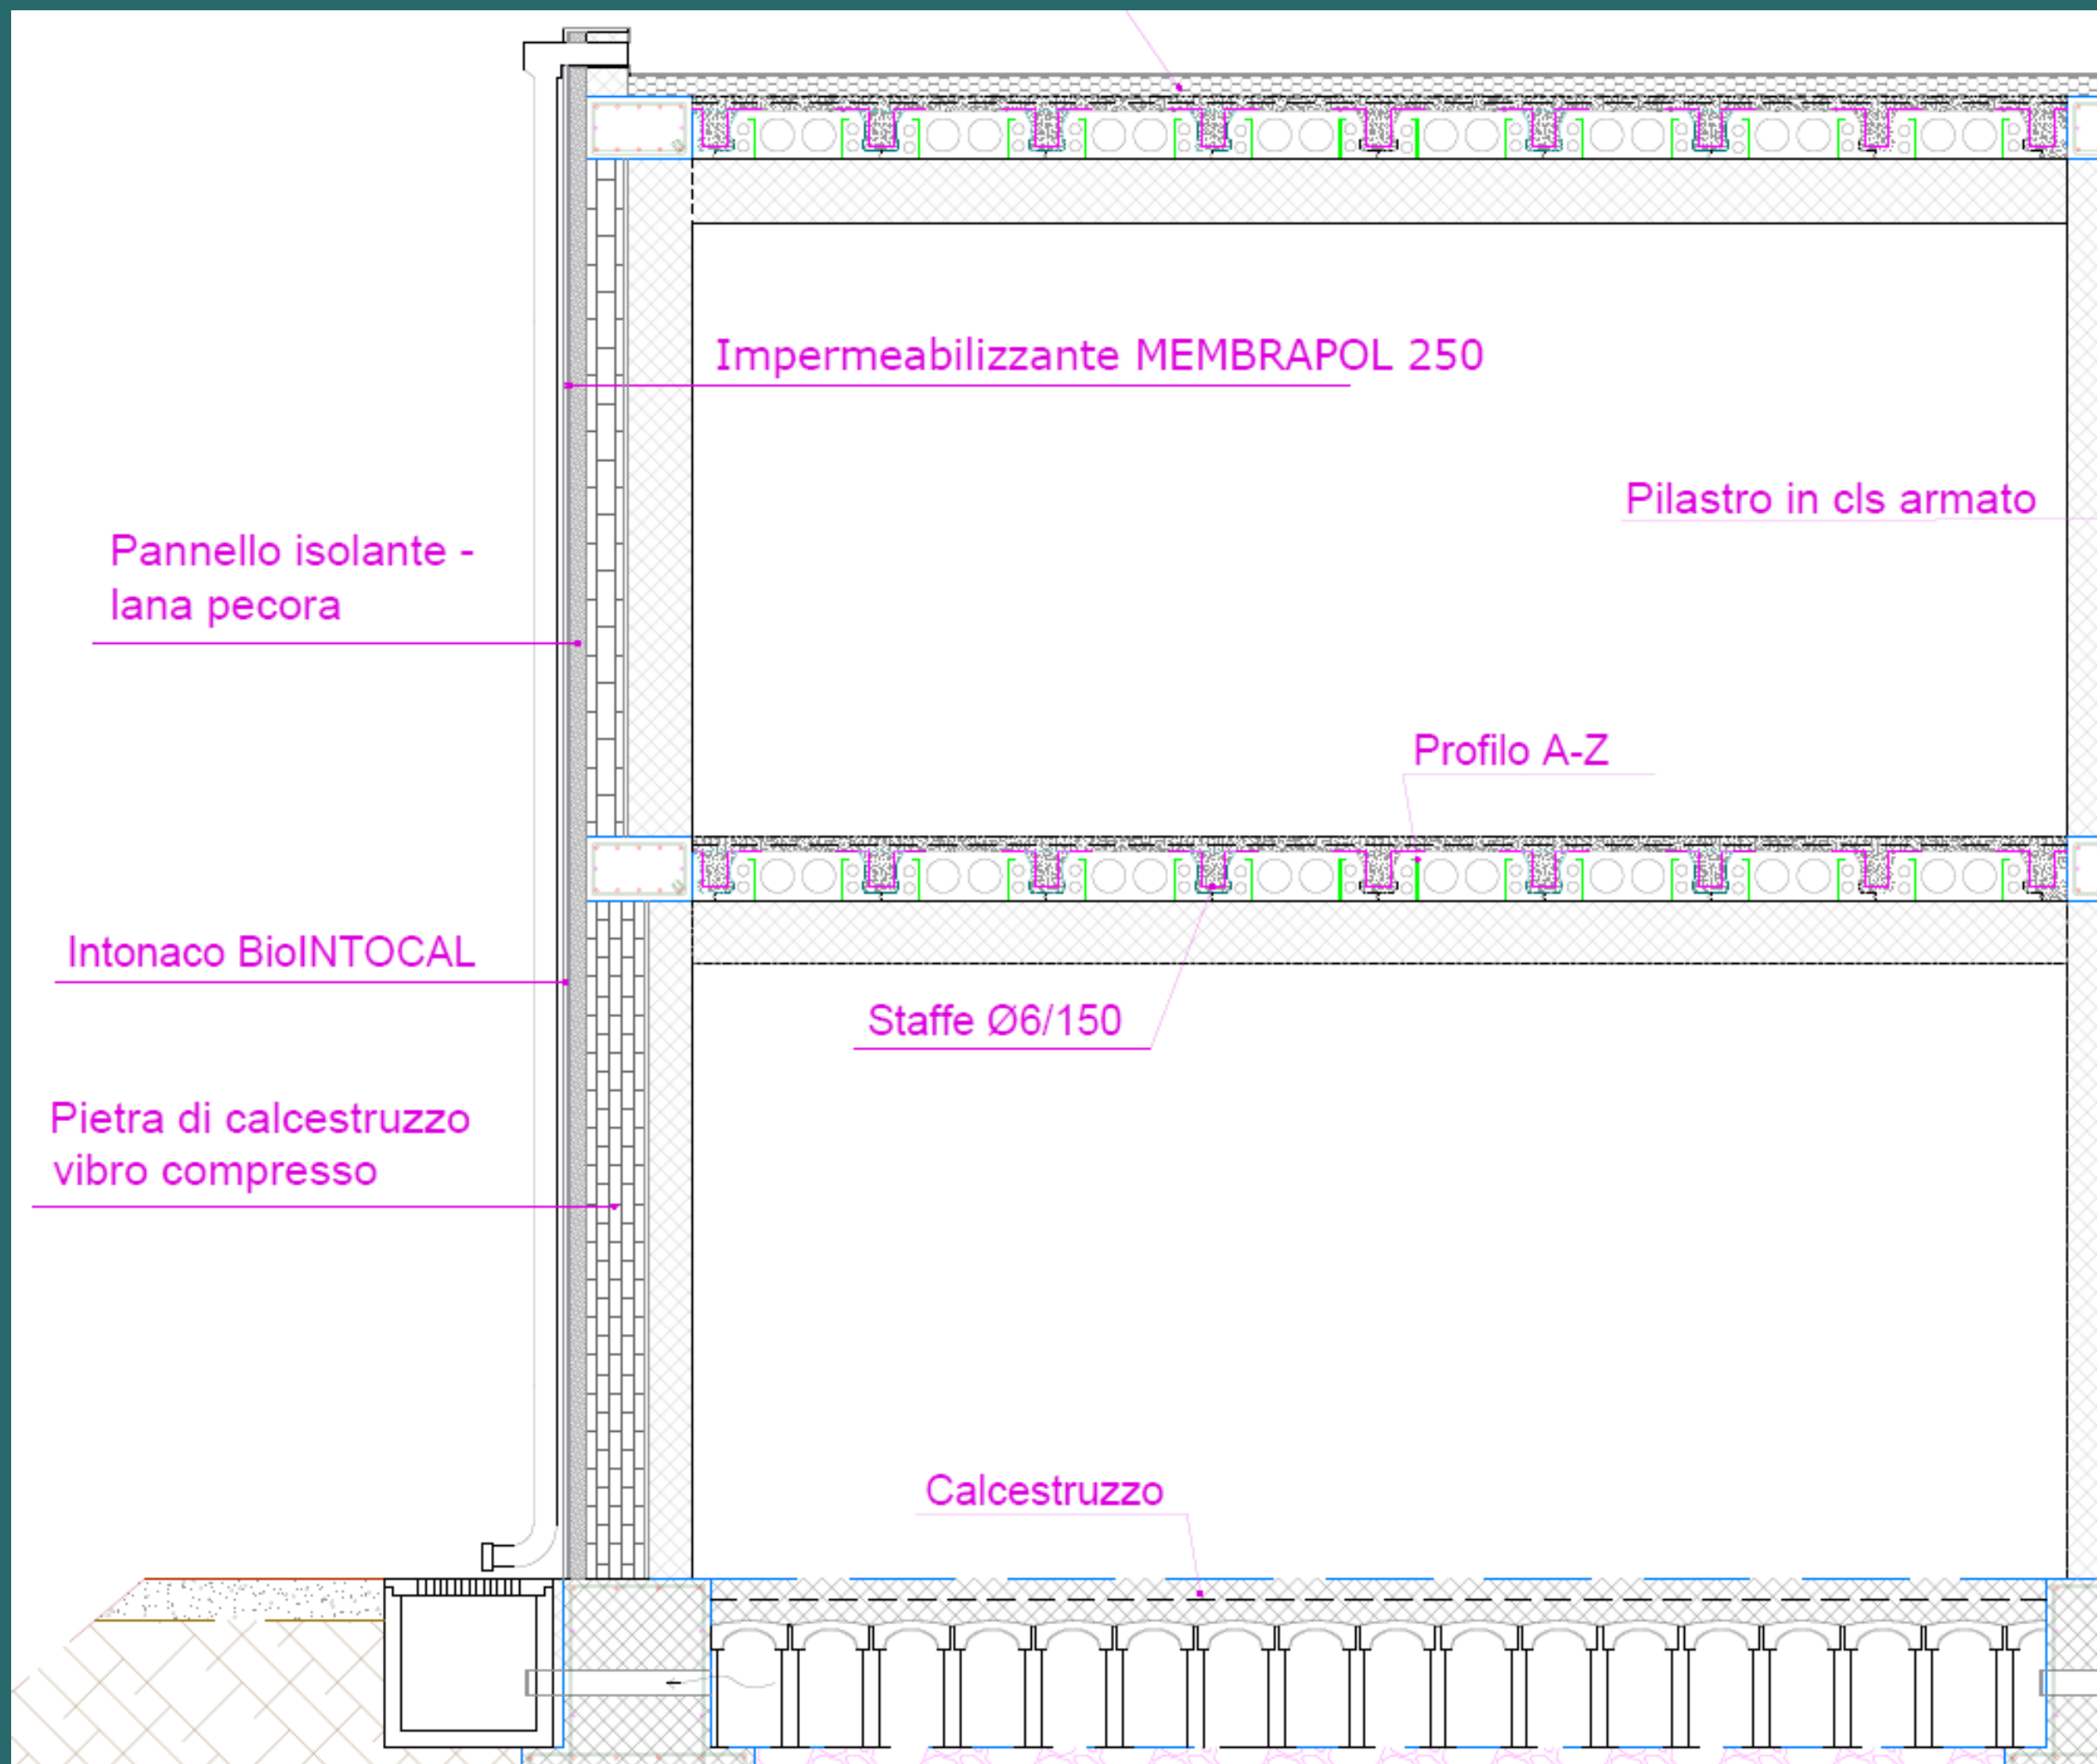 Impermeabilizzante MEMBRAPOL 250
Pilastro in cls armato
Pannello isolante -
lana pecora
Profilo A-Z
Intonaco BioINTOCAL
Staffe Ø6/150
Pietra di calcestruzzo
vibro compresso
Calcestruzzo